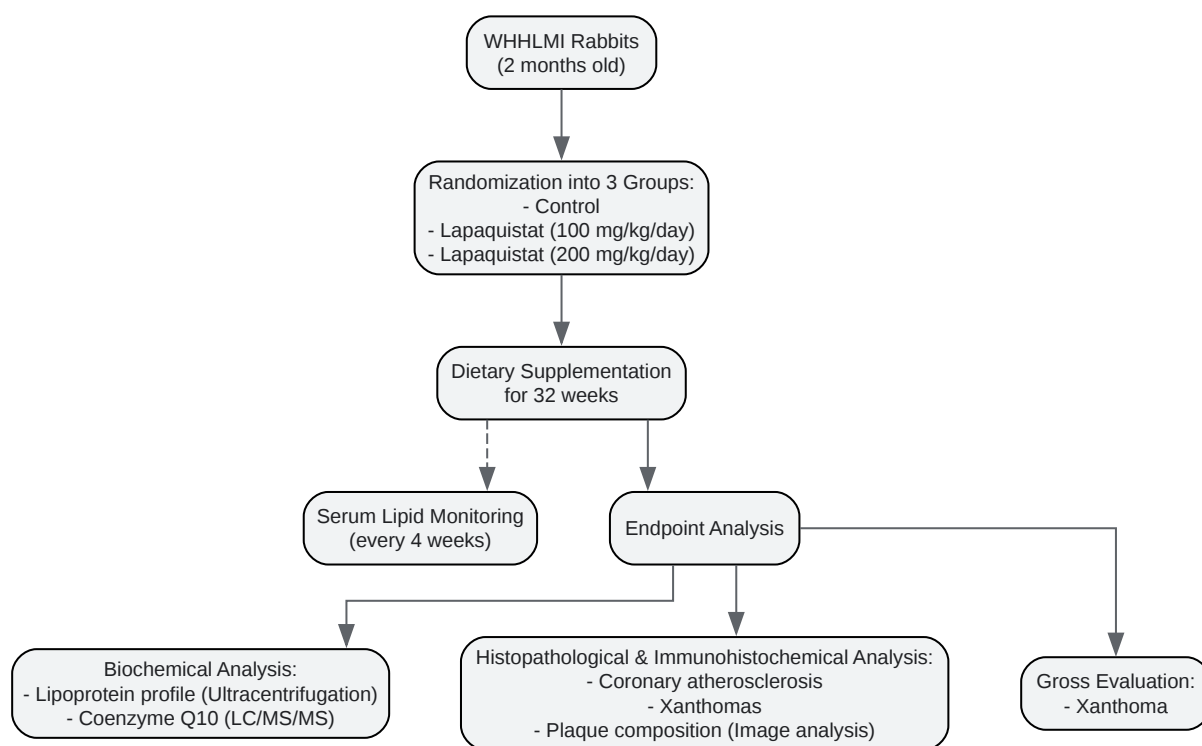 WHHLMI Rabbits
(2 months old)
Randomization into 3 Groups:
- Control
- Lapaquistat (100 mg/kg/day)
- Lapaquistat (200 mg/kg/day)
Dietary Supplementation
for 32 weeks
Serum Lipid Monitoring
(every 4 weeks)
Endpoint Analysis
Biochemical Analysis:
- Lipoprotein profile (Ultracentrifugation)
- Coenzyme Q10 (LC/MS/MS)
Histopathological & Immunohistochemical Analysis:
- Coronary atherosclerosis
- Xanthomas
- Plaque composition (Image analysis)
Gross Evaluation:
- Xanthoma